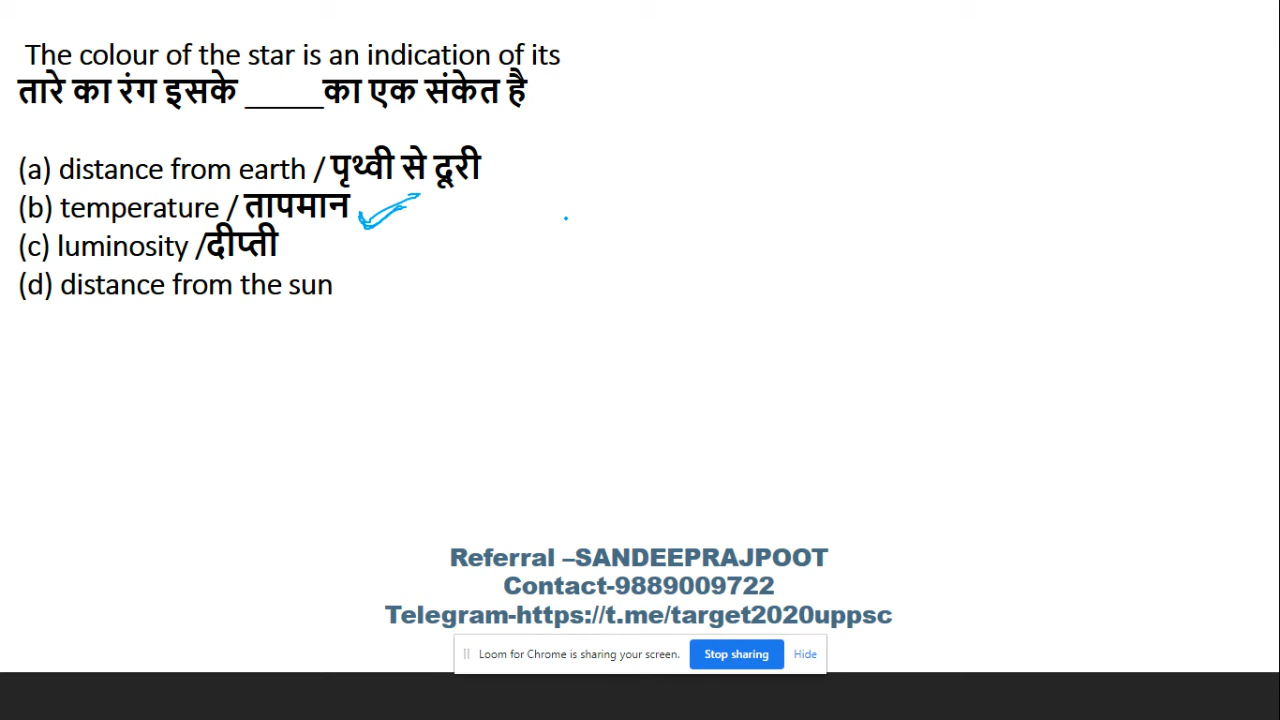 The colour of the star is an indication of its
तारे का रंग इसके _____का एक संकेत है
(a) distance from earth / पृथ्वी से दूरी
(b) temperature / तापमान
(c) luminosity /दीप्ती
(d) distance from the sun
Referral –SANDEEPRAJPOOT
Contact-9889009722
Telegram-https://t.me/target2020uppsc
Loom for Chrome is sharing your screen. Stop sharing Hide